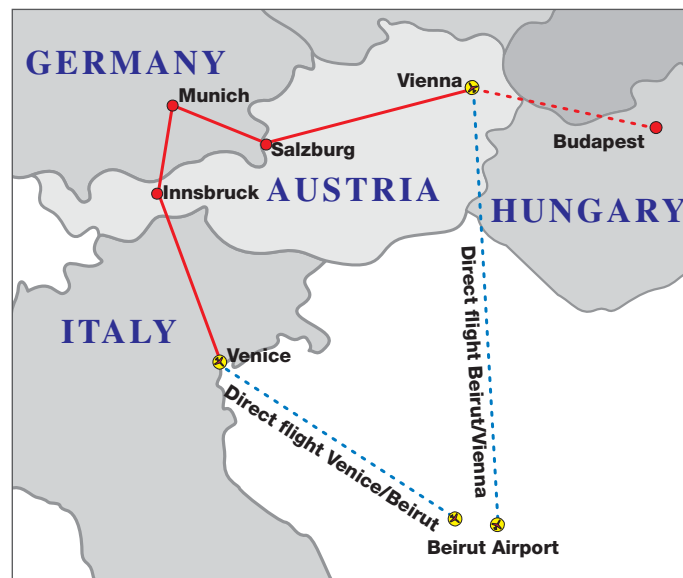 GERMANY
Vienna
Munich
Budapest
Salzburg
Innsbruck
AUSTRIA
HUNGARY
ITALY
Venice
Direct flight Beirut/Vienna
Direct flight Venice/Beirut
Beirut Airport